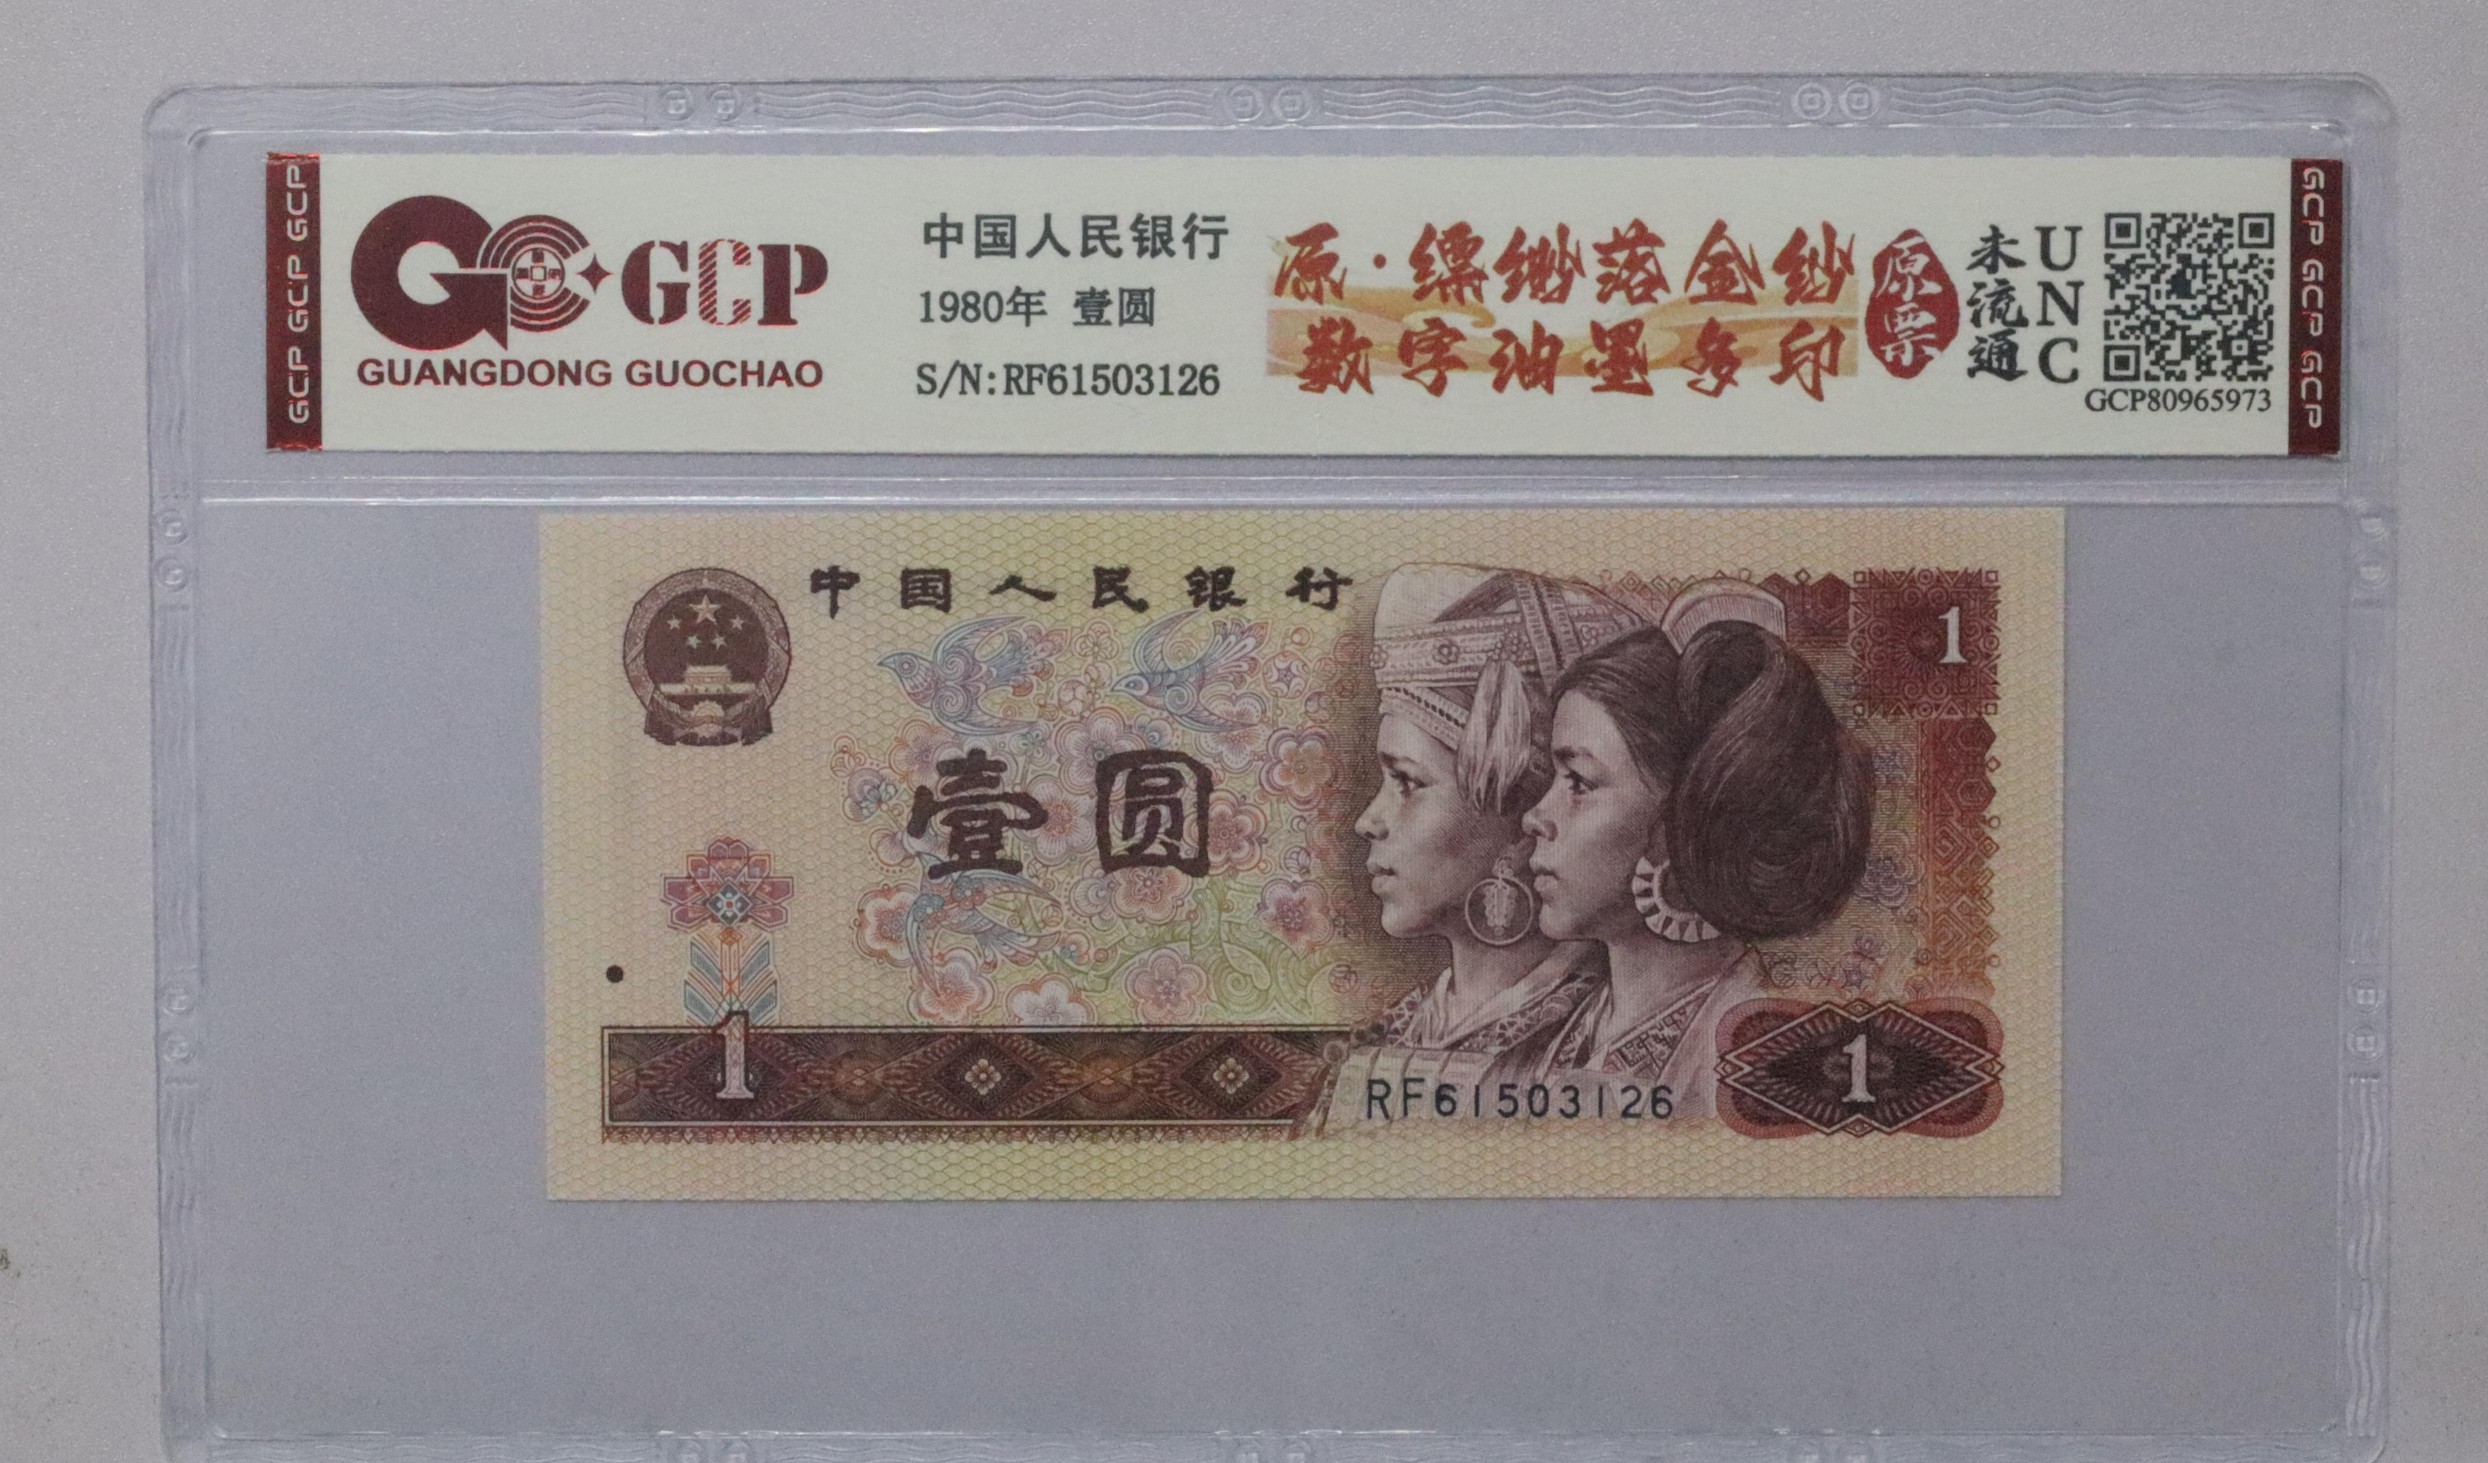 GCP GCP GCP
GCP
GUANGDONG GUOCHAO
中国人民银行
1980年 壹圆
S/N:RF61503126
原·缥缈落金纱
数字油墨多印
原票
未流通
UNC
GCP80965973
GCP GCP GCP
中国人民银行
1
壹圆
1
1
RF61503126